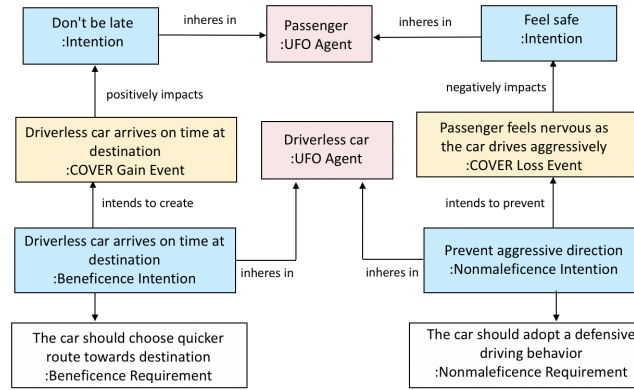 Don't be late
:Intention
inheres in
Passenger
:UFO Agent
inheres in
Feel safe
:Intention
positively impacts
negatively impacts
Driverless car arrives on time at
destination
:COVER Gain Event
Driverless car
:UFO Agent
Passenger feels nervous as
the car drives aggressively
:COVER Loss Event
intends to create
intends to prevent
Driverless car arrives on time at
destination
:Beneficence Intention
inheres in
inheres in
Prevent aggressive direction
:Nonmaleficence Intention
The car should choose quicker
route towards destination
:Beneficence Requirement
The car should adopt a defensive
driving behavior
:Nonmaleficence Requirement